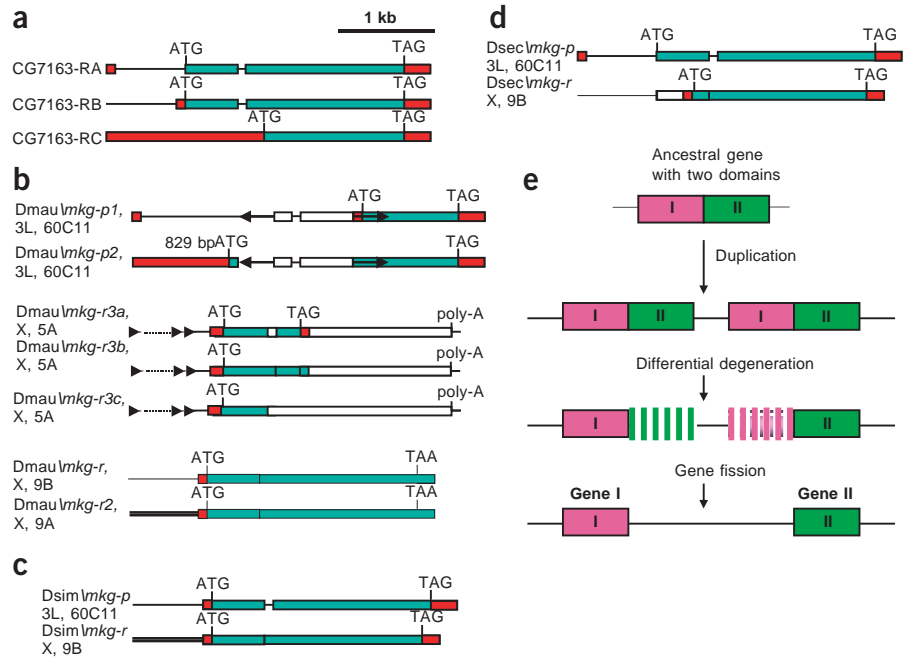 a
1 kb
ATG TAG
CG7163-RA
ATG TAG
CG7163-RB
ATG TAG
CG7163-RC
b
Dmau\mkg-p1,
3L, 60C11
ATG TAG
Dmau\mkg-p2,
3L, 60C11
829 bp ATG TAG
Dmau\mkg-r3a,
X, 5A
ATG TAG poly-A
Dmau\mkg-r3b,
X, 5A
ATG poly-A
Dmau\mkg-r3c,
X, 5A
ATG poly-A
Dmau\mkg-r,
X, 9B
ATG TAA
Dmau\mkg-r2,
X, 9A
ATG TAA
c
Dsim\mkg-p
3L, 60C11
ATG TAG
Dsim\mkg-r
X, 9B
ATG TAG
d
Dsec\mkg-p
3L, 60C11
ATG TAG
Dsec\mkg-r
X, 9B
ATG TAG
e
Ancestral gene
with two domains
I II
Duplication
I II I II
Differential degeneration
I II
Gene fission
Gene I Gene II
I II